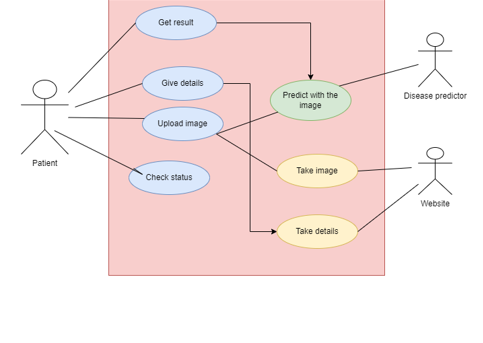 Get result
Give details
Upload image
Check status
Predict with the
image
Take image
Take details
Patient
Disease predictor
Website